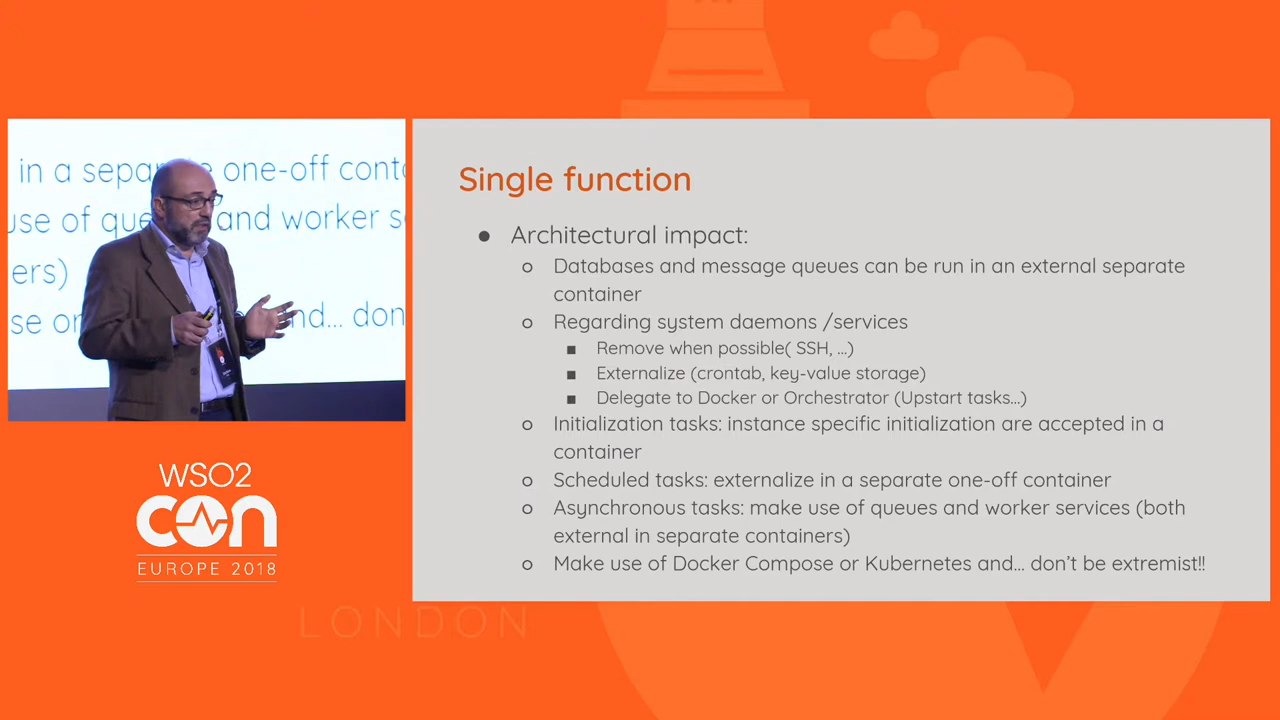 in a separate one-off conta
use of que and worker s
ers)
se or nd... don'
WSO2
con
EUROPE 2018
LONDON
Single function
● Architectural impact:
○ Databases and message queues can be run in an external separate
container
○ Regarding system daemons /services
■ Remove when possible( SSH, ...)
■ Externalize (crontab, key-value storage)
■ Delegate to Docker or Orchestrator (Upstart tasks...)
○ Initialization tasks: instance specific initialization are accepted in a
container
○ Scheduled tasks: externalize in a separate one-off container
○ Asynchronous tasks: make use of queues and worker services (both
external in separate containers)
○ Make use of Docker Compose or Kubernetes and... don't be extremist!!